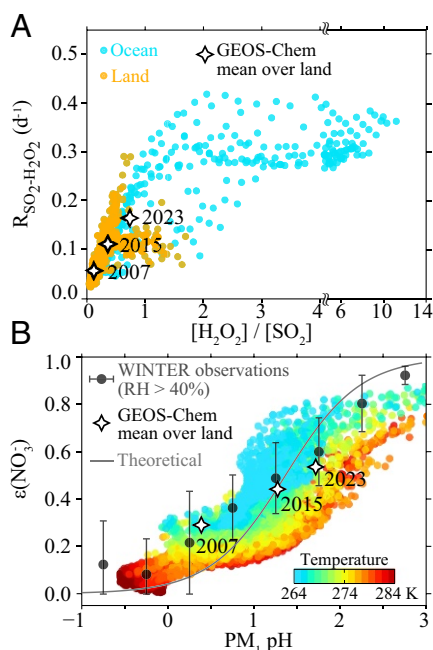 A
Ocean
Land
GEOS-Chem
mean over land
0.5
0.4
0.3
0.2
0.1
0.0
R_SO₂-H₂O₂ (d⁻¹)
2023
2015
2007
0 1 2 3 4 6 10 14
[H₂O₂] / [SO₂]
B
1.0
0.8
0.6
0.4
0.2
0.0
ε(NO₃⁻)
WINTER observations
(RH > 40%)
GEOS-Chem
mean over land
Theoretical
2023
2015
2007
Temperature
264 274 284 K
−1 0 1 2 3
PM₁ pH